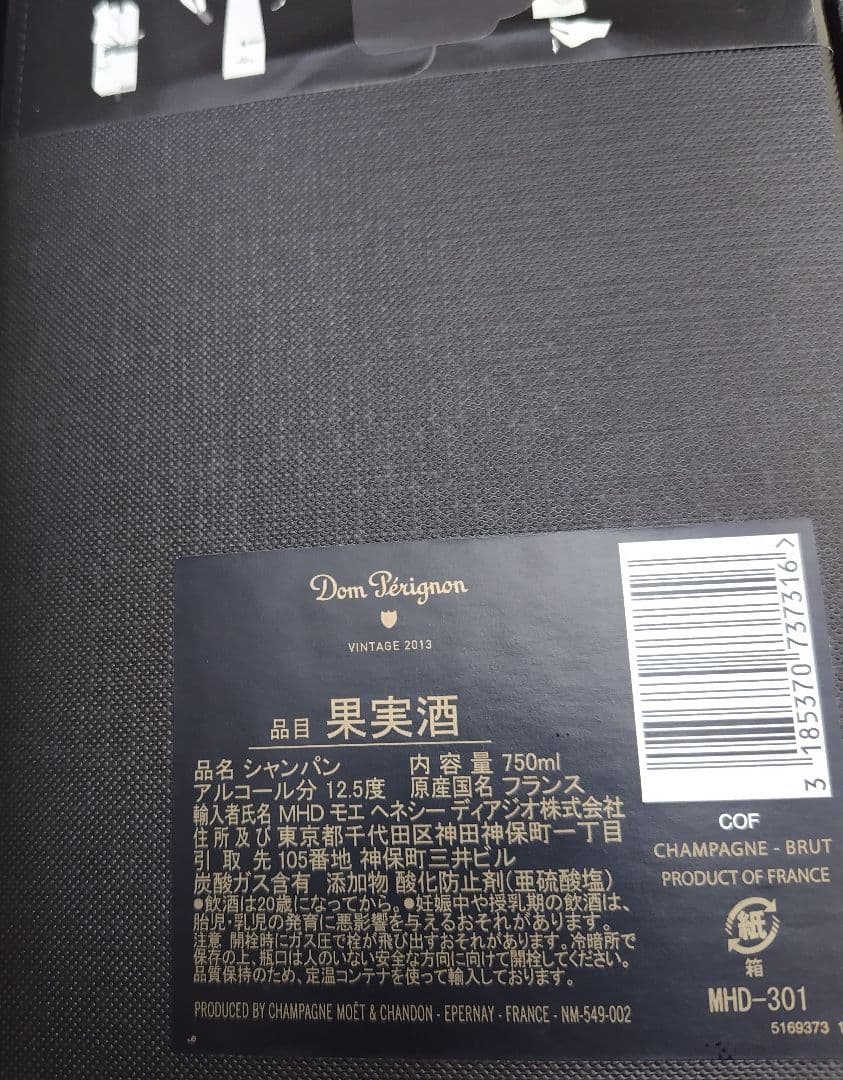 Dom Pérignon
VINTAGE 2013
品目 果実酒
品名 シャンパン 内容量 750ml
アルコール分 12.5度 原産国名 フランス
輸入者氏名 MHD モエ ヘネシー ディアジオ株式会社
住所及び 東京都千代田区神田神保町一丁目
引取先 105番地 神保町三井ビル
炭酸ガス含有 添加物 酸化防止剤(亜硫酸塩)
●飲酒は20歳になってから。●妊娠中や授乳期の飲酒は、
胎児・乳児の発育に悪影響を与えるおそれがあります。
注意 開栓時にガス圧で栓が飛び出すおそれがあります。冷暗所で
保存の上、瓶口は人のいない安全な方向に向けて開栓してください。
品質保持のため、定温コンテナを使って輸入しております。
PRODUCED BY CHAMPAGNE MOËT & CHANDON - EPERNAY - FRANCE - NM-549-002
3 185370 737316 >
COF
CHAMPAGNE - BRUT
PRODUCT OF FRANCE
紙
箱
MHD-301
5169373